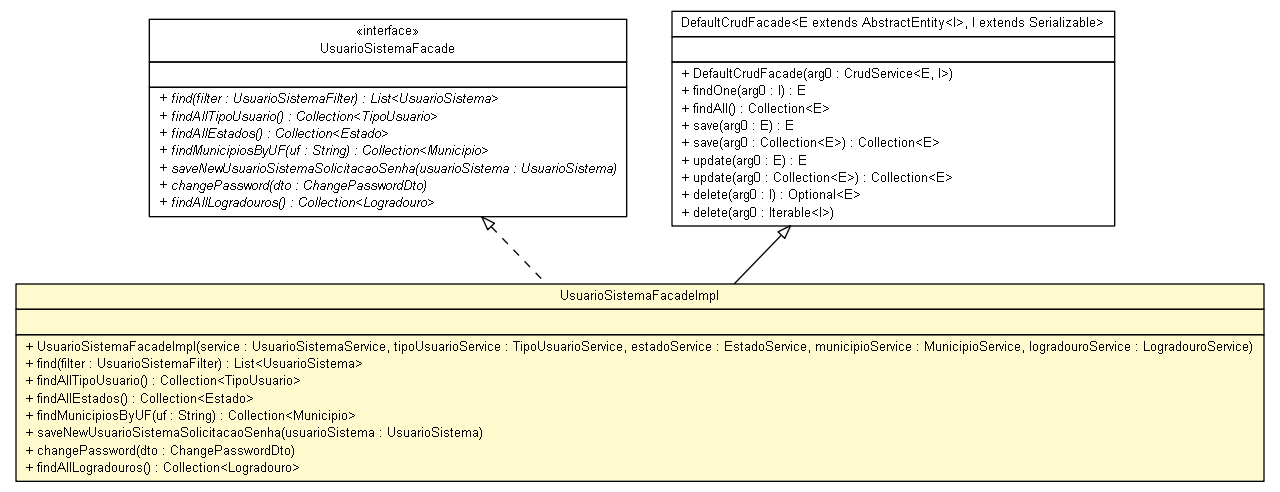 «interface»
UsuarioSistemaFacade
+ find(filter : UsuarioSistemaFilter) : List<UsuarioSistema>
+ findAllTipoUsuario() : Collection<TipoUsuario>
+ findAllEstados() : Collection<Estado>
+ findMunicipiosByUF(uf : String) : Collection<Municipio>
+ saveNewUsuarioSistemaSolicitacaoSenha(usuarioSistema : UsuarioSistema)
+ changePassword(dto : ChangePasswordDto)
+ findAllLogradouros() : Collection<Logradouro>
DefaultCrudFacade<E extends AbstractEntity<I>, I extends Serializable>
+ DefaultCrudFacade(arg0 : CrudService<E, I>)
+ findOne(arg0 : I) : E
+ findAll() : Collection<E>
+ save(arg0 : E) : E
+ save(arg0 : Collection<E>) : Collection<E>
+ update(arg0 : E) : E
+ update(arg0 : Collection<E>) : Collection<E>
+ delete(arg0 : I) : Optional<E>
+ delete(arg0 : Iterable<I>)
UsuarioSistemaFacadeImpl
+ UsuarioSistemaFacadeImpl(service : UsuarioSistemaService, tipoUsuarioService : TipoUsuarioService, estadoService : EstadoService, municipioService : MunicipioService, logradouroService : LogradouroService)
+ find(filter : UsuarioSistemaFilter) : List<UsuarioSistema>
+ findAllTipoUsuario() : Collection<TipoUsuario>
+ findAllEstados() : Collection<Estado>
+ findMunicipiosByUF(uf : String) : Collection<Municipio>
+ saveNewUsuarioSistemaSolicitacaoSenha(usuarioSistema : UsuarioSistema)
+ changePassword(dto : ChangePasswordDto)
+ findAllLogradouros() : Collection<Logradouro>